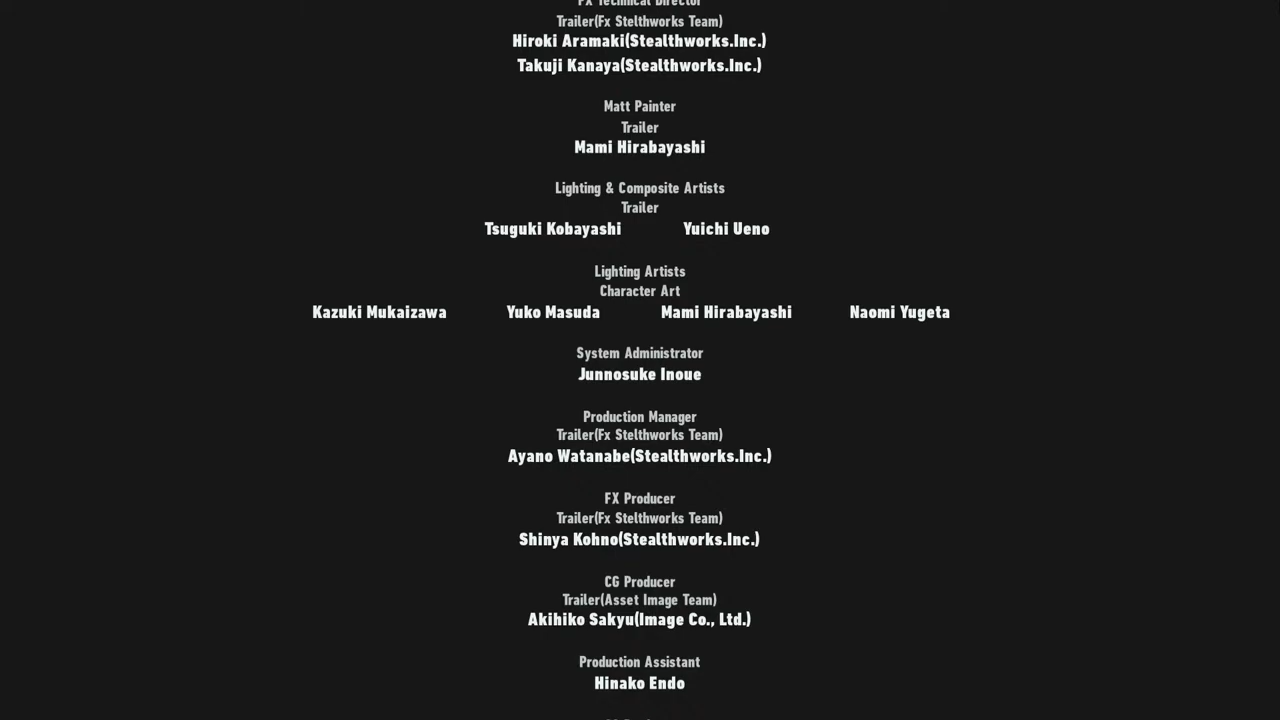 FX Technical Director
Trailer(Fx Stelthworks Team)
Hiroki Aramaki(Stealthworks.Inc.)
Takuji Kanaya(Stealthworks.Inc.)
Matt Painter
Trailer
Mami Hirabayashi
Lighting & Composite Artists
Trailer
Tsuguki Kobayashi Yuichi Ueno
Lighting Artists
Character Art
Kazuki Mukaizawa Yuko Masuda Mami Hirabayashi Naomi Yugeta
System Administrator
Junnosuke Inoue
Production Manager
Trailer(Fx Stelthworks Team)
Ayano Watanabe(Stealthworks.Inc.)
FX Producer
Trailer(Fx Stelthworks Team)
Shinya Kohno(Stealthworks.Inc.)
CG Producer
Trailer(Asset Image Team)
Akihiko Sakyu(Image Co., Ltd.)
Production Assistant
Hinako Endo